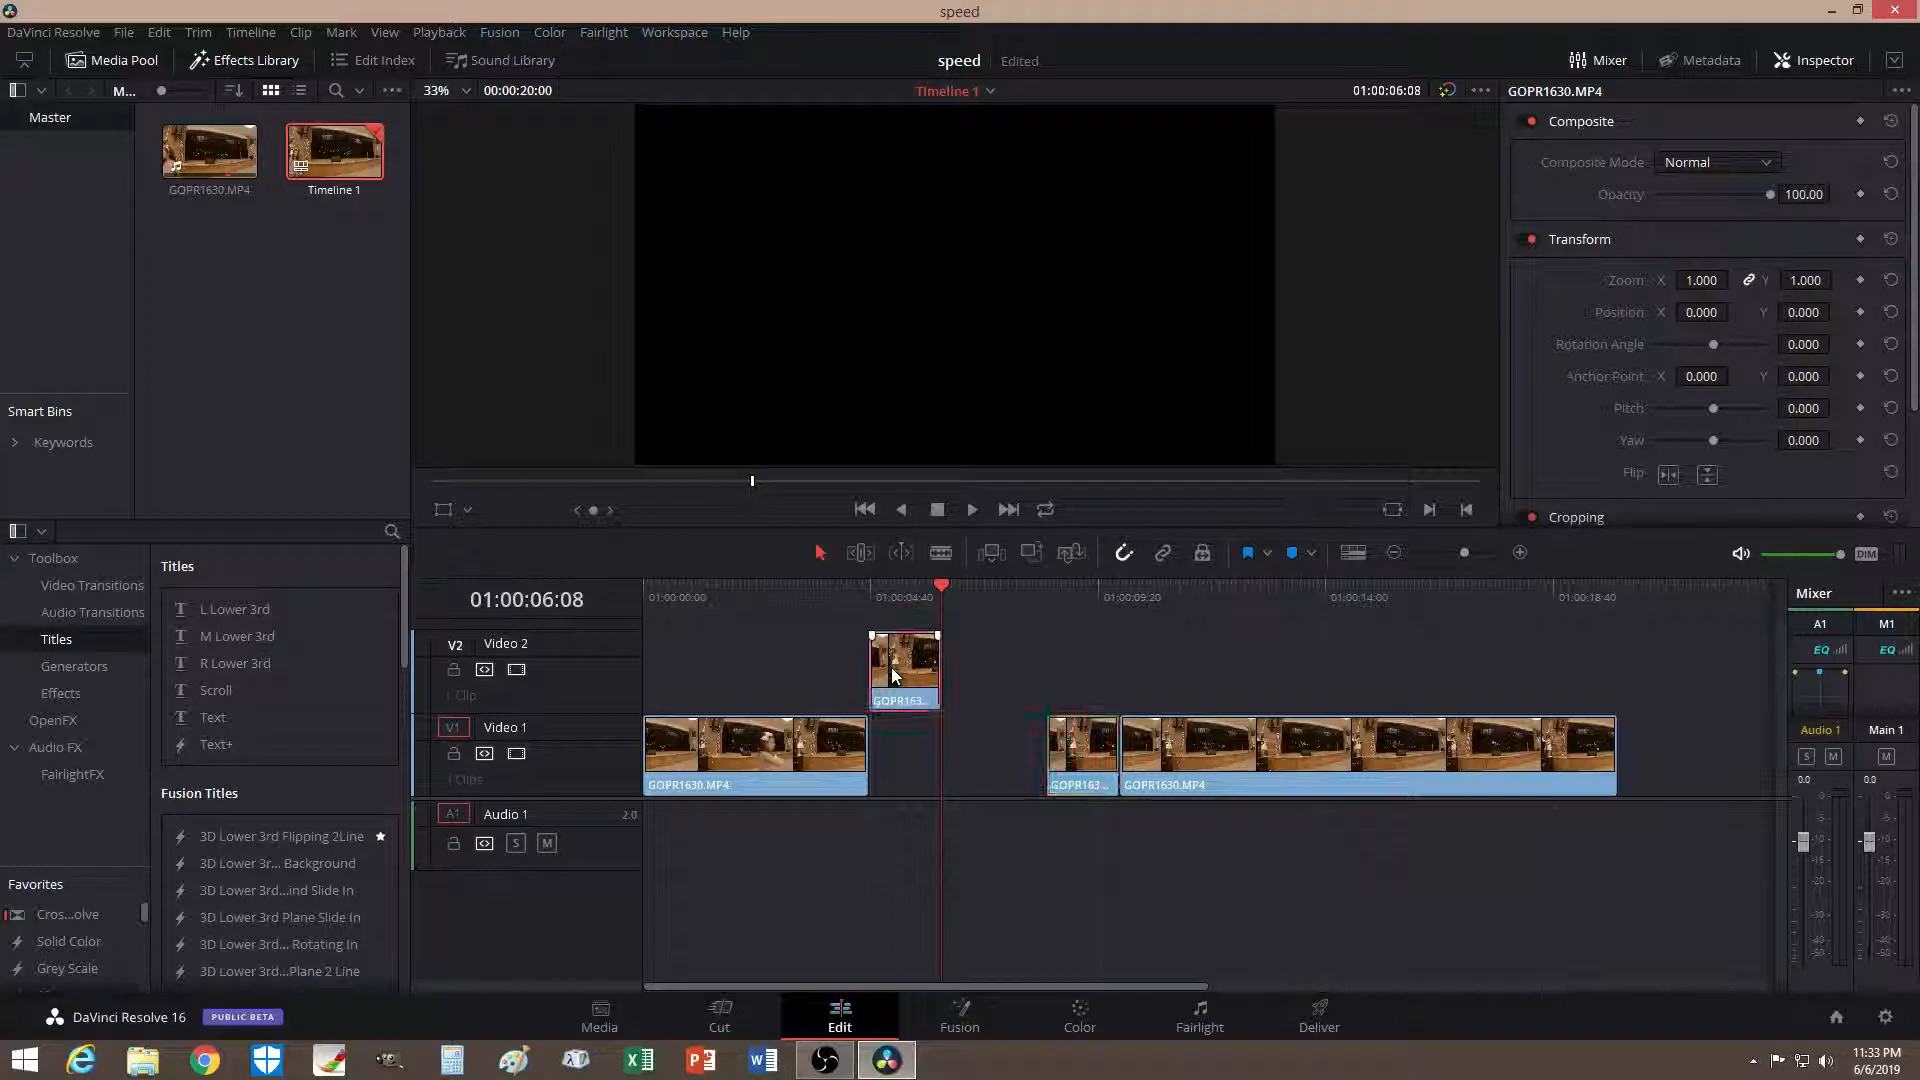 speed
DaVinci Resolve File Edit Trim Timeline Clip Mark View Playback Fusion Color Fairlight Workspace Help
Media Pool Effects Library Edit Index Sound Library speed Edited Mixer Metadata Inspector
M... 33% 00:00:20:00 Timeline 1 01:00:06:08 GOPR1630.MP4
Master
GOPR1630.MP4 Timeline 1
Composite
Composite Mode Normal
Opacity 100.00
Transform
Zoom X 1.000 Y 1.000
Position X 0.000 Y 0.000
Rotation Angle 0.000
Anchor Point X 0.000 Y 0.000
Pitch 0.000
Yaw 0.000
Flip
Cropping
Smart Bins
Keywords
Toolbox
Video Transitions
Audio Transitions
Titles
Generators
Effects
OpenFX
Audio FX
FairlightFX
Favorites
Cros...olve
Solid Color
Grey Scale
Titles
L Lower 3rd
M Lower 3rd
R Lower 3rd
Scroll
Text
Text+
Fusion Titles
3D Lower 3rd Flipping 2Line
3D Lower 3r... Background
3D Lower 3rd...ind Slide In
3D Lower 3rd Plane Slide In
3D Lower 3rd... Rotating In
3D Lower 3rd...Plane 2 Line
DIM
01:00:06:08
01:00:00:00 01:00:04:40 01:00:09:20 01:00:14:00 01:00:18:40
V2 Video 2
1 Clip
GOPR163...
V1 Video 1
GOPR1630.MP4 GOPR163... GOPR1630.MP4
A1 Audio 1 2.0
S M
Mixer
A1 M1
EQ EQ
Audio 1 Main 1
S M M
0.0 0.0
DaVinci Resolve 16 PUBLIC BETA
Media Cut Edit Fusion Color Fairlight Deliver
11:33 PM
6/6/2019